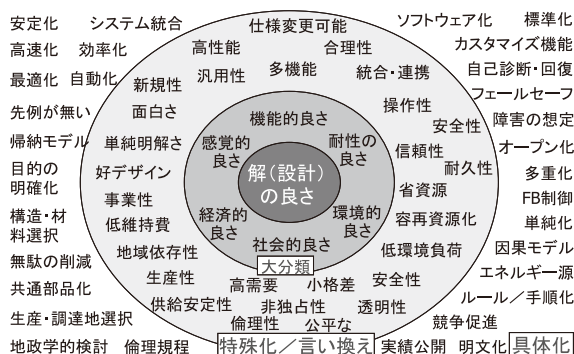 安定化 システム統合 仕様変更可能 ソフトウェア化 標準化
高速化 効率化 高性能 合理性 カスタマイズ機能
最適化 自動化 新規性 汎用性 多機能 統合・連携 自己診断・回復
フェールセーフ
先例が無い 面白さ 機能的良さ 操作性 安全性 障害の想定
帰納モデル 単純明解さ 感覚的良さ 耐性の良さ 信頼性 オープン化
目的の
明確化
好デザイン 解(設計)
の良さ
耐久性 多重化
事業性 省資源 FB制御
構造・材
料選択
低維持費 経済的
良さ
環境的
良さ
容再資源化 単純化
無駄の削減 地域依存性 社会的良さ 低環境負荷 因果モデル
大分類
共通部品化 生産性 高需要 小格差 安全性 エネルギー源
供給安定性 非独占性 透明性 ルール/手順化
生産・調達地選択 倫理性 公平な 競争促進
地政学的検討 倫理規程 特殊化/言い換え 実績公開 明文化 具体化